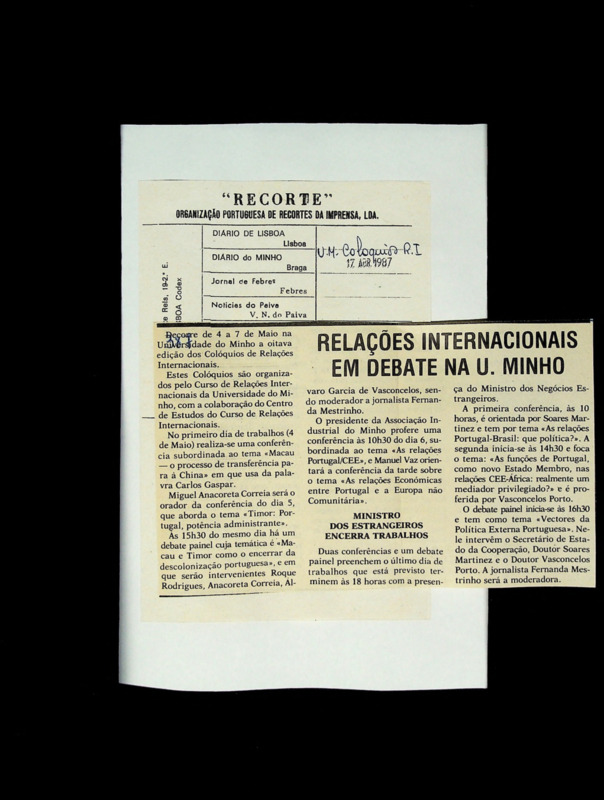 "RECORTE"
ORGANIZAÇÃO PORTUGUESA DE RECORTES DA IMPRENSA, LDA.
DIÁRIO DE LISBOA
Lisboa
DIÁRIO do MINHO
Braga
Jornal de Febres
Febres
Notícias do Paiva
V. N. do Paiva
Reis, 19-2.º E.
ISBOA Codex
U.M. Coloquios R.I
17. ABR. 1987
RELAÇÕES INTERNACIONAIS
EM DEBATE NA U. MINHO
Decorre de 4 a 7 de Maio na
Universidade do Minho a oitava
edição dos Colóquios de Relações
Internacionais.
Estes Colóquios são organiza-
dos pelo Curso de Relações Inter-
nacionais da Universidade do Mi-
nho, com a colaboração do Centro
de Estudos do Curso de Relações
Internacionais.
No primeiro dia de trabalhos (4
de Maio) realiza-se uma conferên-
cia subordinada ao tema «Macau
— o processo de transferência pa-
ra á China» em que usa da pala-
vra Carlos Gaspar.
Miguel Anacoreta Correia será o
orador da conferência do dia 5,
que aborda o tema «Timor: Por-
tugal, potência administrante».
Às 15h30 do mesmo dia há um
debate painel cuja temática é «Ma-
cau e Timor como o encerrar da
descolonização portuguesa», e em
que serão intervenientes Roque
Rodrigues, Anacoreta Correia, Al-
varo Garcia de Vasconcelos, sen-
do moderador a jornalista Fernan-
da Mestrinho.
O presidente da Associação In-
dustrial do Minho profere uma
conferência às 10h30 do dia 6, su-
bordinada ao tema «As relações
Portugal/CEE», e Manuel Vaz orien-
tará a conferência da tarde sobre
o tema «As relações Económicas
entre Portugal e a Europa não
Comunitária».
MINISTRO
DOS ESTRANGEIROS
ENCERRA TRABALHOS
Duas conferências e um debate
painel preenchem o último dia de
trabalhos que está previsto ter-
minem às 18 horas com a presen-
ça do Ministro dos Negócios Es-
trangeiros.
A primeira conferência, às 10
horas, é orientada por Soares Mar-
tinez e tem por tema «As relações
Portugal-Brasil: que política?». A
segunda inicia-se às 14h30 e foca
o tema: «As funções de Portugal,
como novo Estado Membro, nas
relações CEE-África: realmente um
mediador privilegiado?» e é pro-
ferida por Vasconcelos Porto.
O debate painel inicia-se às 16h30
e tem como tema «Vectores da
Política Externa Portuguesa». Ne-
le intervêm o Secretário de Esta-
do da Cooperação, Doutor Soares
Martinez e o Doutor Vasconcelos
Porto. A jornalista Fernanda Mes-
trinho será a moderadora.